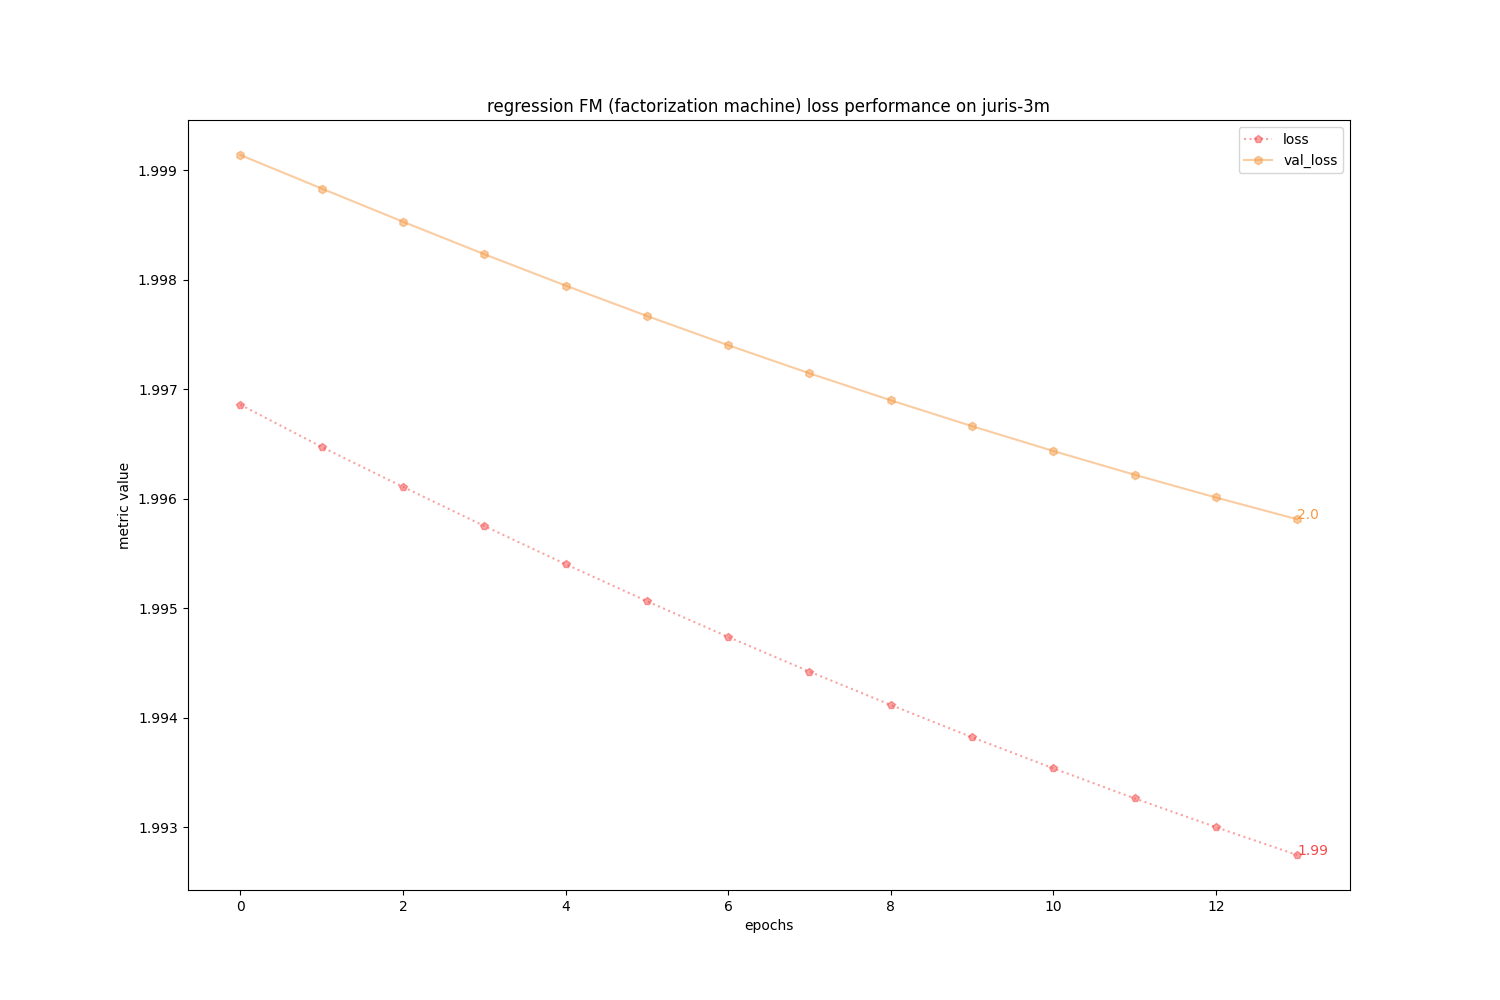 regression FM (factorization machine) loss performance on juris-3m
loss
val_loss
metric value
1.999
1.998
1.997
1.996
1.995
1.994
1.993
2.0
1.99
0 2 4 6 8 10 12
epochs